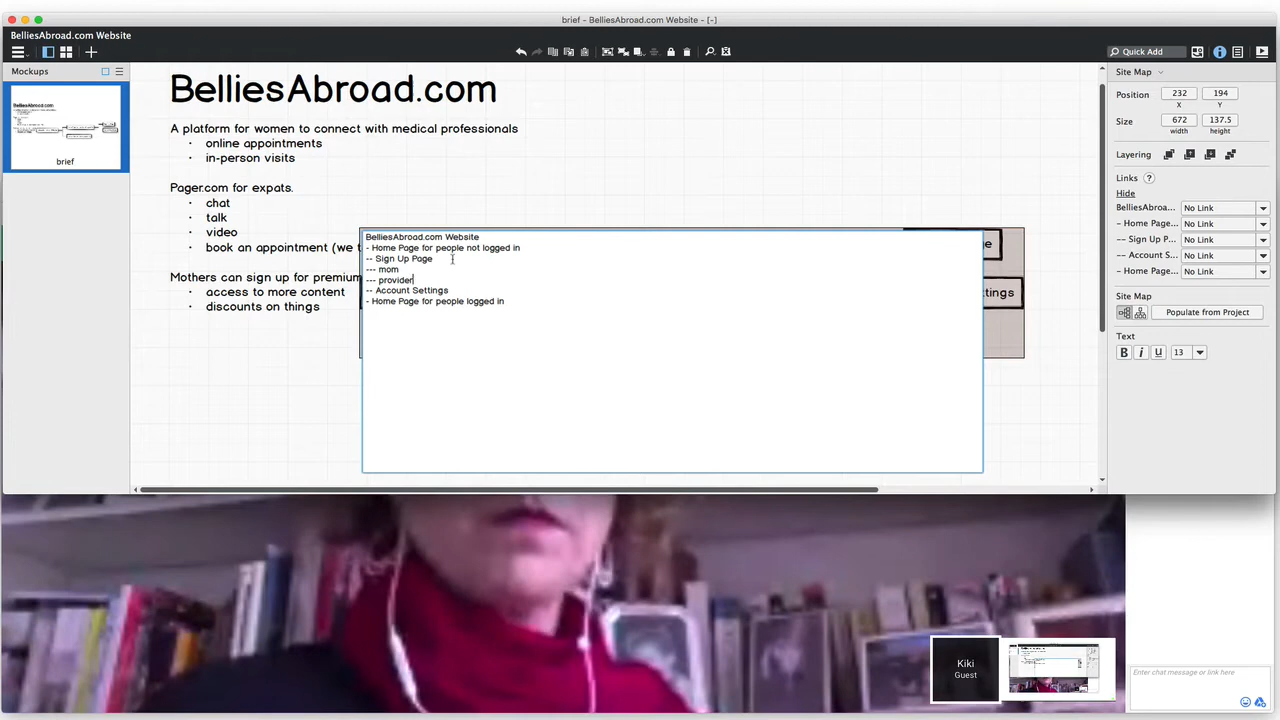 brief - BelliesAbroad.com Website - [-]
BelliesAbroad.com Website
Quick Add
Mockups
brief
BelliesAbroad.com
A platform for women to connect with medical professionals
· online appointments
· in-person visits
Pager.com for expats.
· chat
· talk
· video
· book an appointment (we t
Mothers can sign up for premium
· access to more content
· discounts on things
BelliesAbroad.com Website
- Home Page for people not logged in
-- Sign Up Page
--- mom
--- provider
-- Account Settings
- Home Page for people logged in
e
tings
Site Map
Position
232
194
X
Y
Size
672
137.5
width
height
Layering
Links ?
Hide
BelliesAbroa... No Link
- Home Page... No Link
-- Sign Up P... No Link
-- Account S... No Link
- Home Page... No Link
Site Map
Populate from Project
Text
B i U 13
Kiki
Guest
Enter chat message or link here